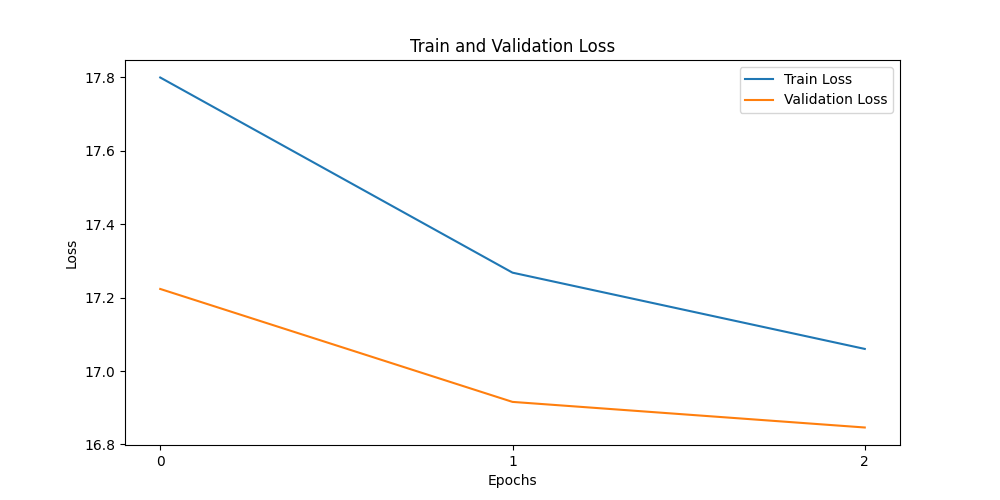 Train and Validation Loss
Train Loss
Validation Loss
17.8
17.6
17.4
17.2
17.0
16.8
Loss
0
1
2
Epochs